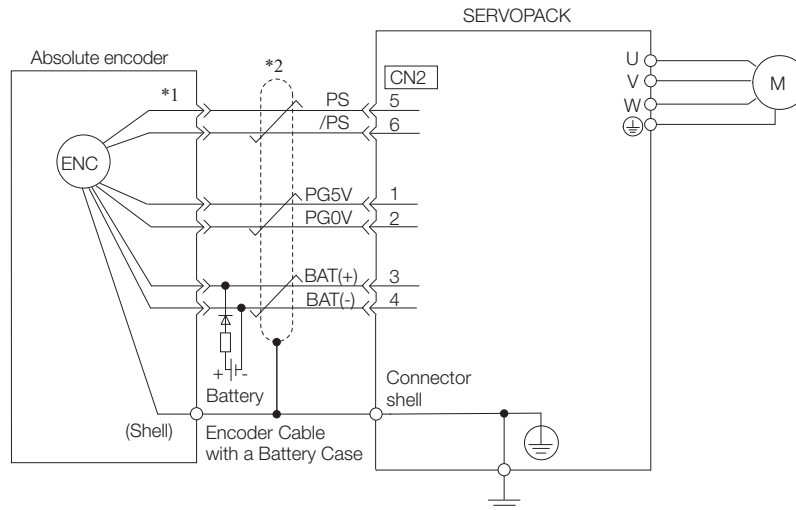 SERVOPACK
Absolute encoder
*1
*2
CN2
PS
5
/PS
6
ENC
PG5V
1
PG0V
2
BAT(+)
3
BAT(-)
4
U
V
W
M
+
-
Battery
Connector
shell
(Shell)
Encoder Cable
with a Battery Case